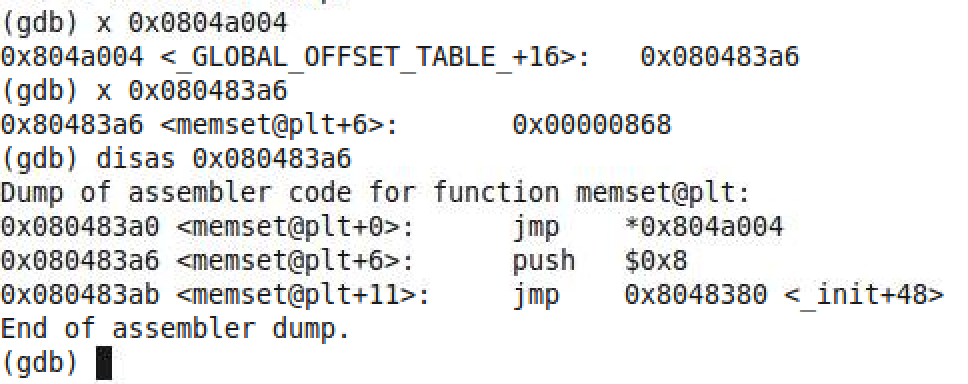 (gdb) x 0x0804a004
0x804a004 <_GLOBAL_OFFSET_TABLE_+16>:   0x080483a6
(gdb) x 0x080483a6
0x80483a6 <memset@plt+6>:       0x00000868
(gdb) disas 0x080483a6
Dump of assembler code for function memset@plt:
0x080483a0 <memset@plt+0>:      jmp    *0x804a004
0x080483a6 <memset@plt+6>:      push   $0x8
0x080483ab <memset@plt+11>:     jmp    0x8048380 <_init+48>
End of assembler dump.
(gdb)